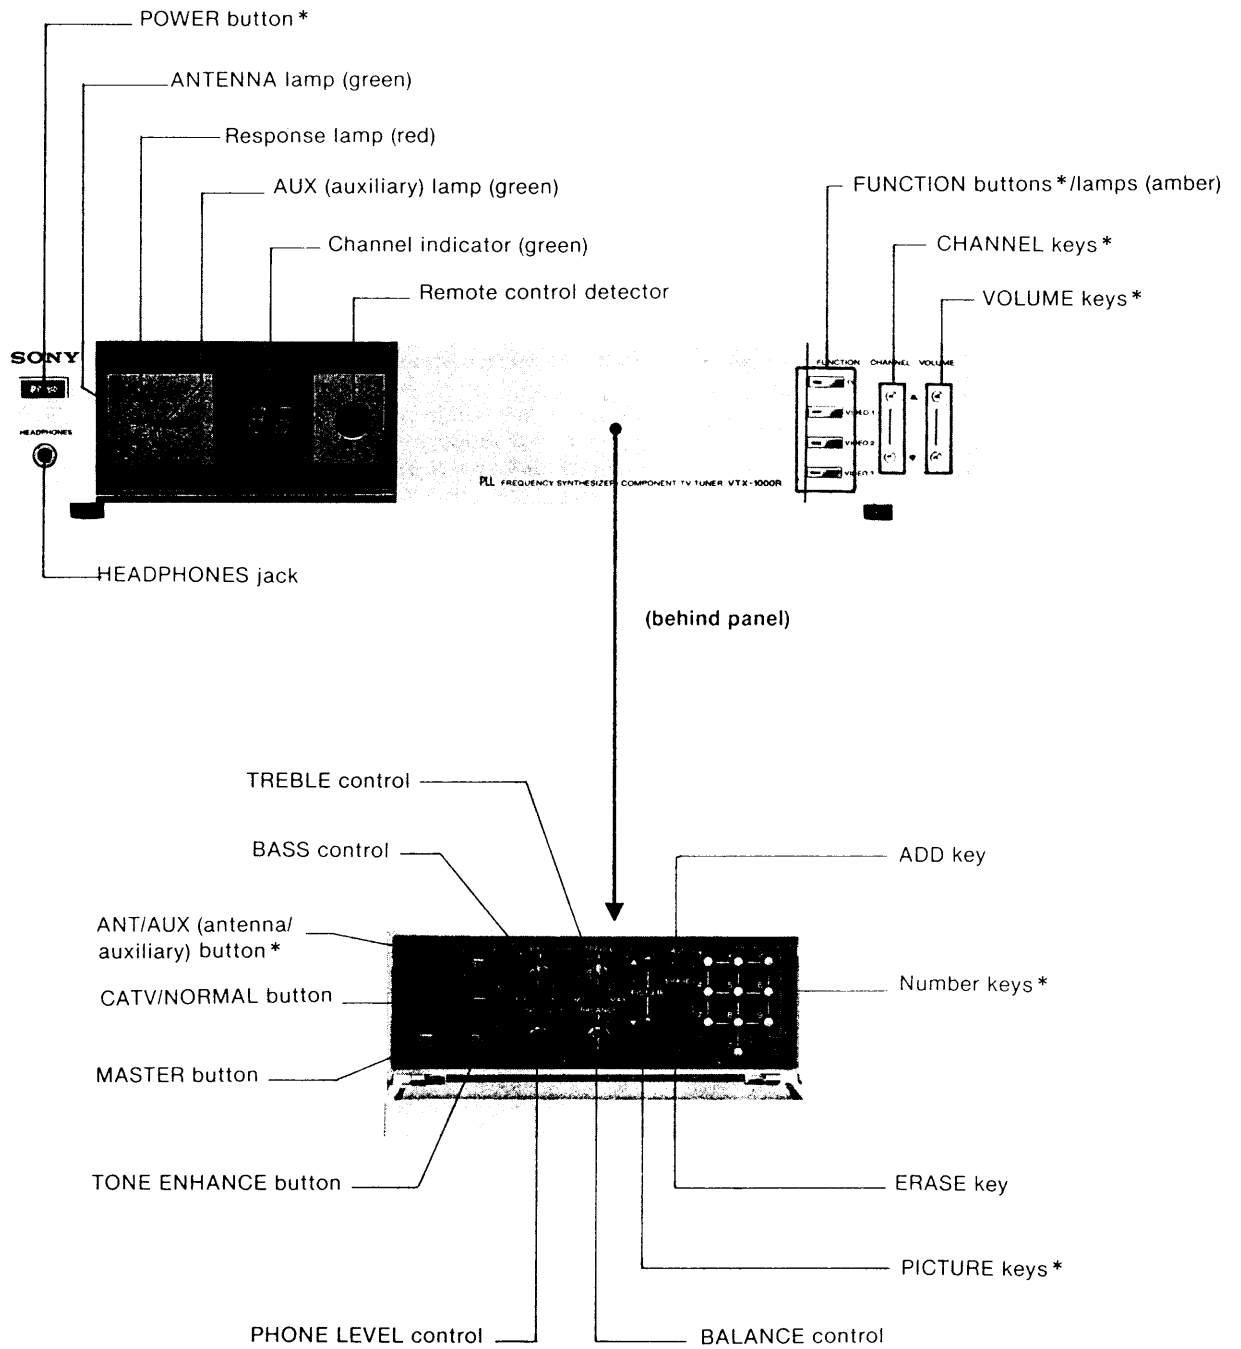 POWER button*
ANTENNA lamp (green)
Response lamp (red)
AUX (auxiliary) lamp (green)
Channel indicator (green)
Remote control detector
FUNCTION buttons*/lamps (amber)
CHANNEL keys*
VOLUME keys*
SONY
HEADPHONES
FUNCTION CHANNEL VOLUME
TV
VIDEO 1
VIDEO 2
VIDEO 3
PLL FREQUENCY SYNTHESIZER COMPONENT TV TUNER VTX-1000R
HEADPHONES jack
(behind panel)
TREBLE control
BASS control
ANT/AUX (antenna/
auxiliary) button*
CATV/NORMAL button
MASTER button
TONE ENHANCE button
PHONE LEVEL control
ADD key
Number keys*
ERASE key
PICTURE keys*
BALANCE control